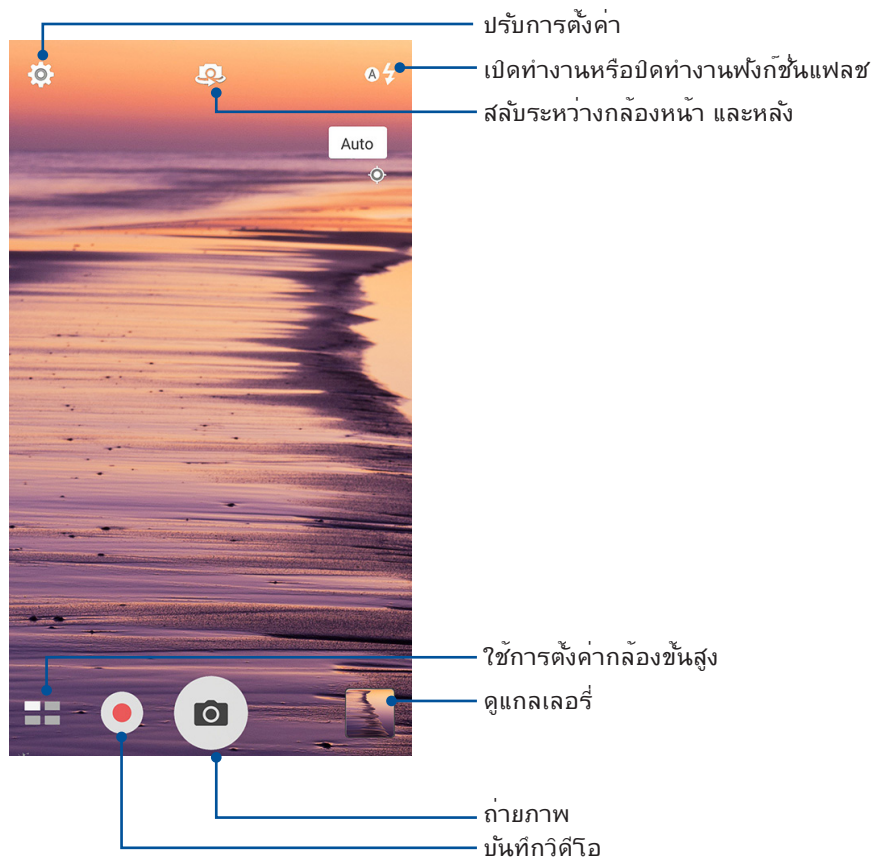 ปรับการตั้งค่า
เปิดทำงานหรือปิดทำงานฟังก์ชั่นแฟลช
A
สลับระหว่างกล้องหน้า และหลัง
Auto
ใช้การตั้งค่ากล้องขั้นสูง
ดูแกลเลอรี่
ถ่ายภาพ
บันทึกวิดีโอ